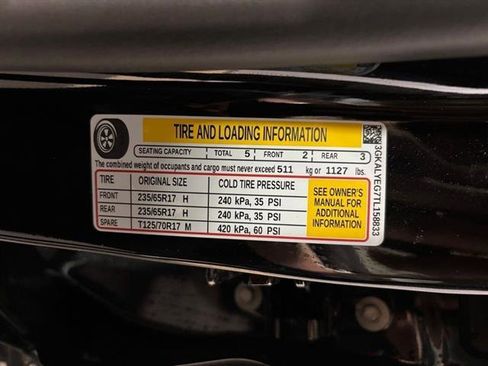 TIRE AND LOADING INFORMATION
SEATING CAPACITY TOTAL 5 FRONT 2 REAR 3
The combined weight of occupants and cargo must never exceed 511 kg or 1127 lbs.
TIRE ORIGINAL SIZE COLD TIRE PRESSURE
FRONT 235/65R17 H 240 kPa, 35 PSI
REAR 235/65R17 H 240 kPa, 35 PSI
SPARE T125/70R17 M 420 kPa, 60 PSI
SEE OWNER'S
MANUAL FOR
ADDITIONAL
INFORMATION
3GKALYEG7TL158833